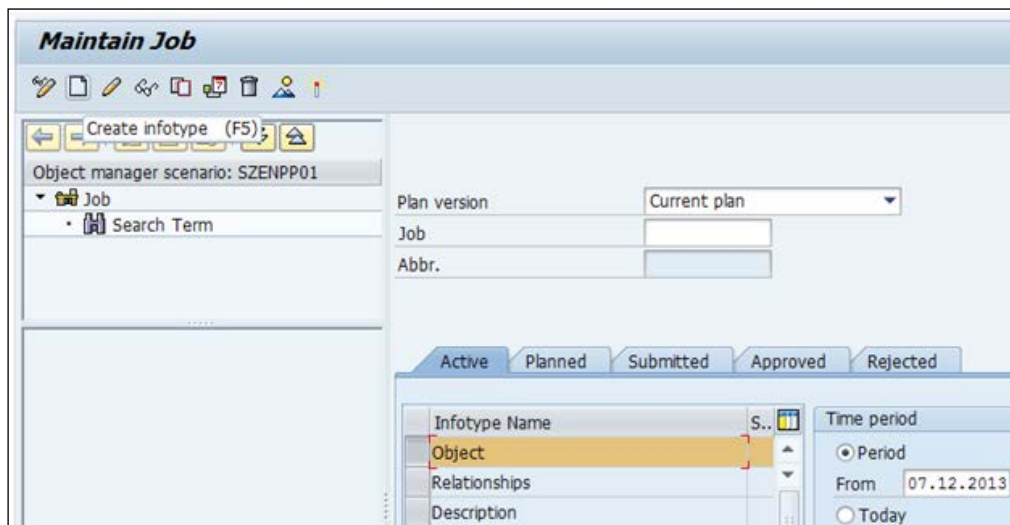 Maintain Job
Create infotype (F5)
Object manager scenario: SZENPP01
Job
Search Term
Plan version Current plan
Job
Abbr.
Active Planned Submitted Approved Rejected
Infotype Name S.. Time period
Object Period
Relationships From 07.12.2013
Description Today